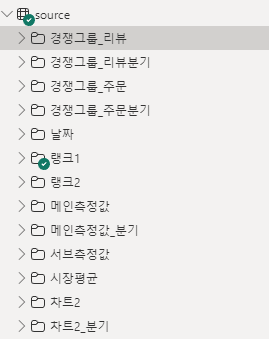 source
경쟁그룹_리뷰
경쟁그룹_리뷰분기
경쟁그룹_주문
경쟁그룹_주문분기
날짜
랭크1
랭크2
메인측정값
메인측정값_분기
서브측정값
시장평균
차트2
차트2_분기